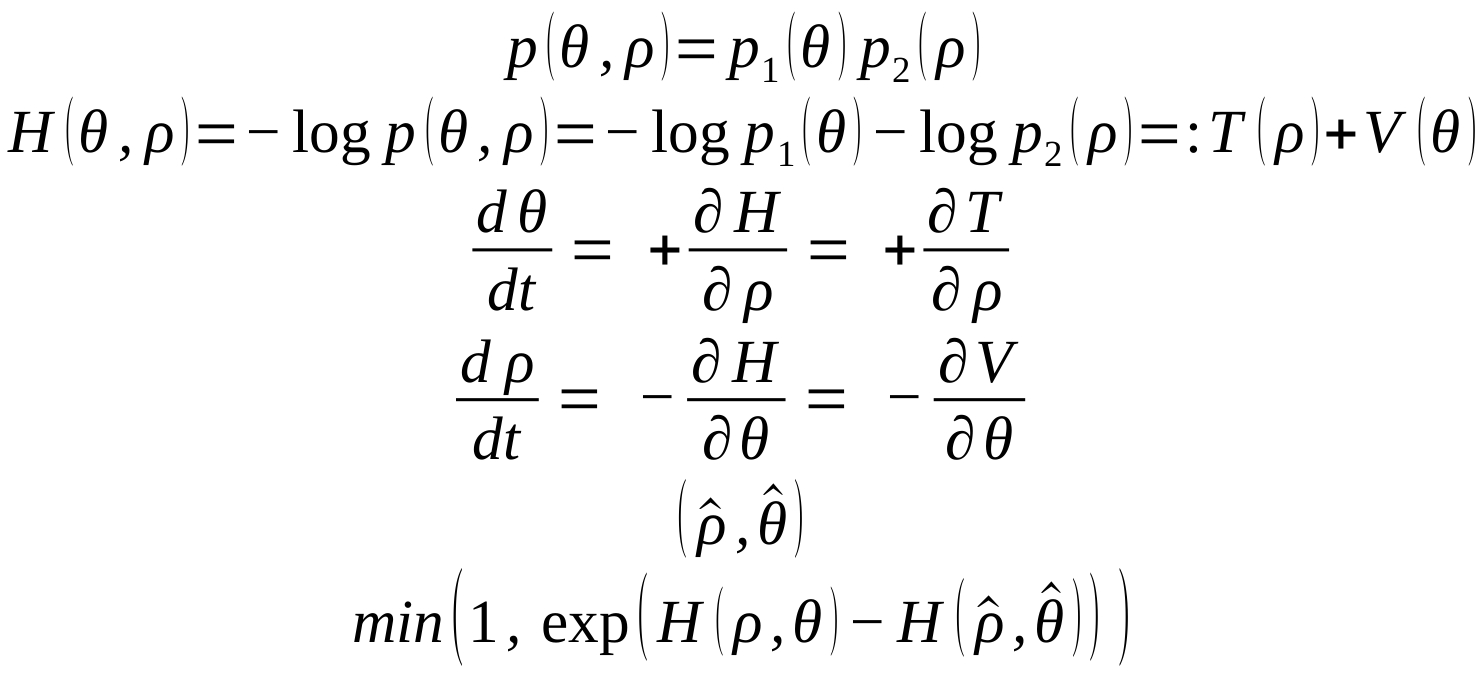 p(θ, ρ) = p₁(θ) p₂(ρ)
H(θ, ρ) = − log p(θ, ρ) = − log p₁(θ) − log p₂(ρ) =: T(ρ) + V(θ)
dθ/dt = +∂H/∂ρ = +∂T/∂ρ
dρ/dt = −∂H/∂θ = −∂V/∂θ
(ρ̂, θ̂)
min(1, exp(H(ρ, θ) − H(ρ̂, θ̂)))